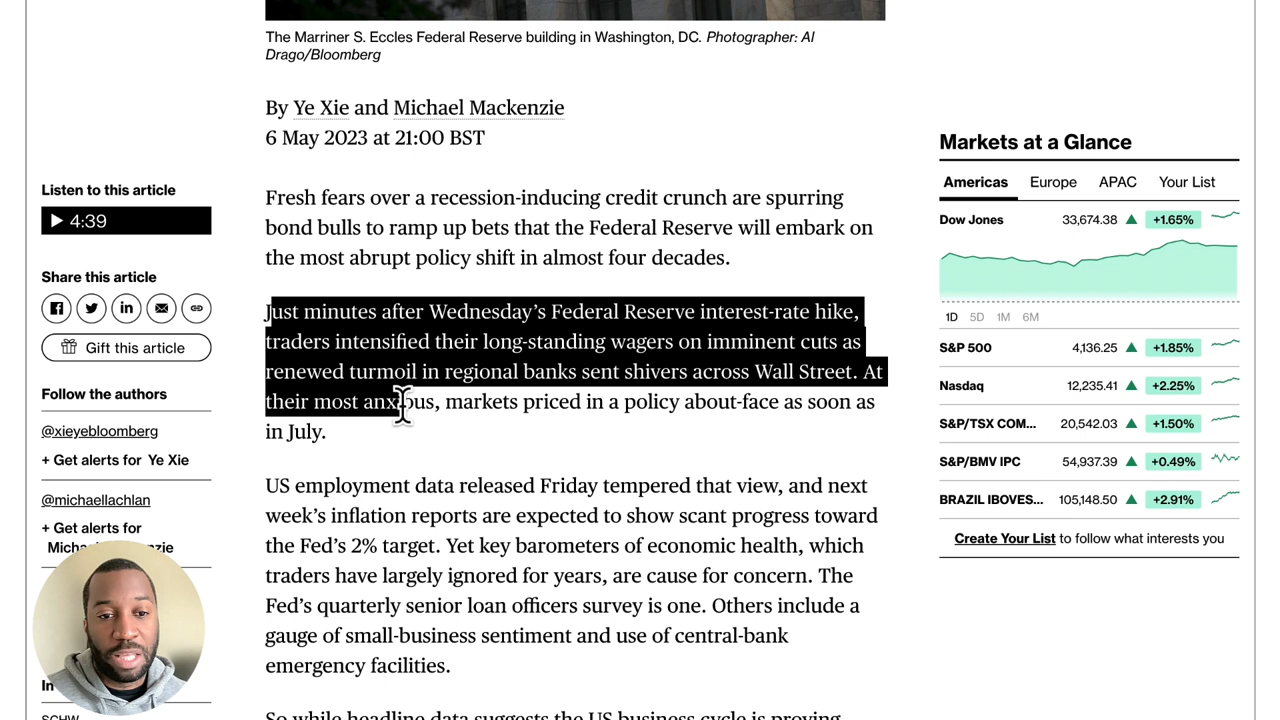 The Marriner S. Eccles Federal Reserve building in Washington, DC. Photographer: Al
Drago/Bloomberg
By Ye Xie and Michael Mackenzie
6 May 2023 at 21:00 BST
Listen to this article
4:39
Share this article
Gift this article
Follow the authors
@xieyebloomberg
+ Get alerts for Ye Xie
@michaellachlan
+ Get alerts for
In
SCHW
Fresh fears over a recession-inducing credit crunch are spurring
bond bulls to ramp up bets that the Federal Reserve will embark on
the most abrupt policy shift in almost four decades.
Just minutes after Wednesday’s Federal Reserve interest-rate hike,
traders intensified their long-standing wagers on imminent cuts as
renewed turmoil in regional banks sent shivers across Wall Street. At
their most anxious, markets priced in a policy about-face as soon as
in July.
US employment data released Friday tempered that view, and next
week’s inflation reports are expected to show scant progress toward
the Fed’s 2% target. Yet key barometers of economic health, which
traders have largely ignored for years, are cause for concern. The
Fed’s quarterly senior loan officers survey is one. Others include a
gauge of small-business sentiment and use of central-bank
emergency facilities.
So while headline data suggests the US business cycle is proving
Markets at a Glance
Americas Europe APAC Your List
Dow Jones 33,674.38 +1.65%
1D 5D 1M 6M
S&P 500 4,136.25 +1.85%
Nasdaq 12,235.41 +2.25%
S&P/TSX COM... 20,542.03 +1.50%
S&P/BMV IPC 54,937.39 +0.49%
BRAZIL IBOVES... 105,148.50 +2.91%
Create Your List to follow what interests you